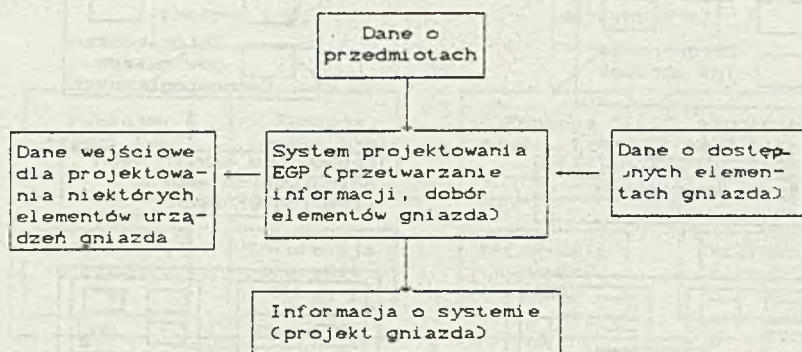 Dane o
przedmiotach
Dane wejściowe
dla projektowa-
nia niektórych
elementów urzą-
dzeń gniazda
System projektowania
EGP (przetwarzanie
informacji, dobór
elementów gniazda)
Dane o dostęp-
nych elemen-
tach gniazda)
Informacja o systemie
(projekt gniazda)